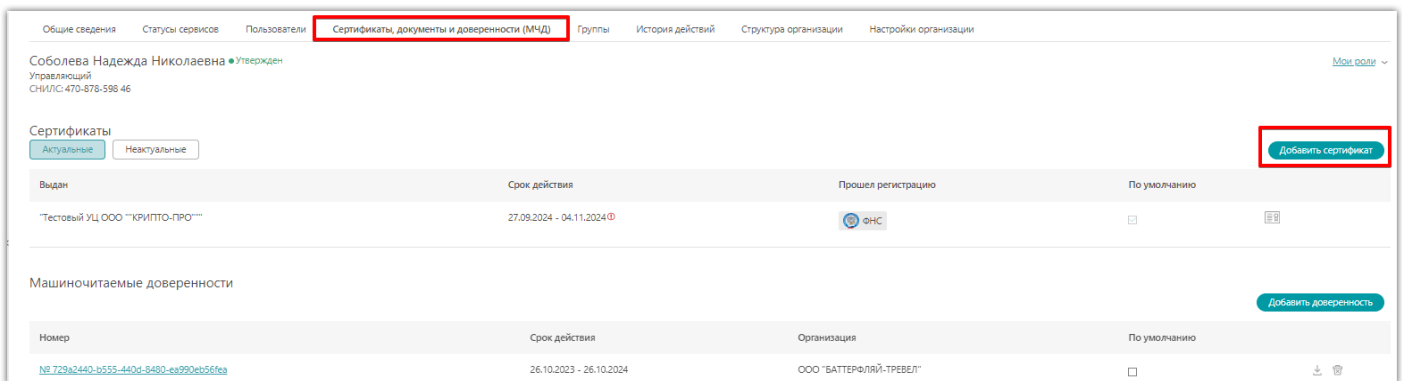 Общие сведения Статусы сервисов Пользователи Сертификаты, документы и доверенности (МЧД) Группы История действий Структура организации Настройки организации
Соболева Надежда Николаевна Утвержден Мои роли
Управляющий
СНИЛС: 470-878-598 46
Сертификаты
Актуальные Неактуальные Добавить сертификат
Выдан Срок действия Прошел регистрацию По умолчанию
"Тестовый УЦ ООО ""КРИПТО-ПРО""" 27.09.2024 - 04.11.2024 ФНС
Машиночитаемые доверенности
Добавить доверенность
Номер Срок действия Организация По умолчанию
№ 729a2440-b555-440d-8480-ea990eb56fea 26.10.2023 - 26.10.2024 ООО "БАТТЕРФЛЯЙ-ТРЕВЕЛ"